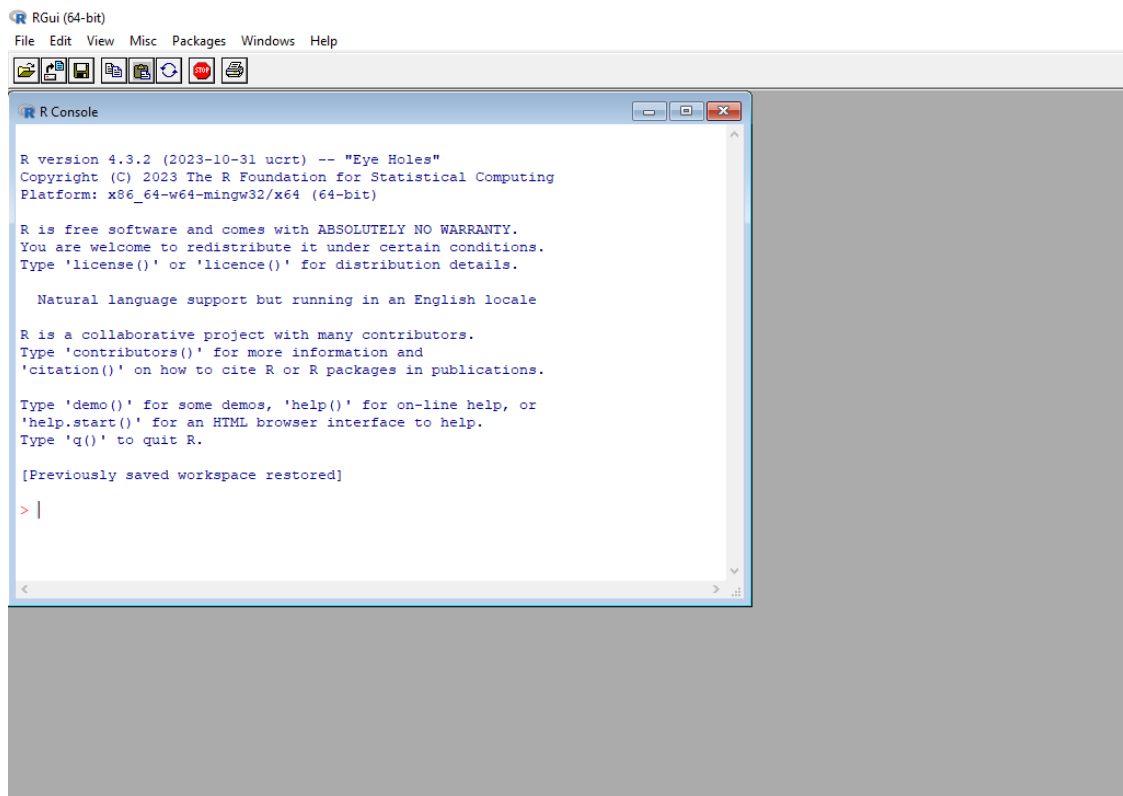 RGui (64-bit)
File Edit View Misc Packages Windows Help
STOP
R Console
R version 4.3.2 (2023-10-31 ucrt) -- "Eye Holes"
Copyright (C) 2023 The R Foundation for Statistical Computing
Platform: x86_64-w64-mingw32/x64 (64-bit)
R is free software and comes with ABSOLUTELY NO WARRANTY.
You are welcome to redistribute it under certain conditions.
Type 'license()' or 'licence()' for distribution details.
Natural language support but running in an English locale
R is a collaborative project with many contributors.
Type 'contributors()' for more information and
'citation()' on how to cite R or R packages in publications.
Type 'demo()' for some demos, 'help()' for on-line help, or
'help.start()' for an HTML browser interface to help.
Type 'q()' to quit R.
[Previously saved workspace restored]
>